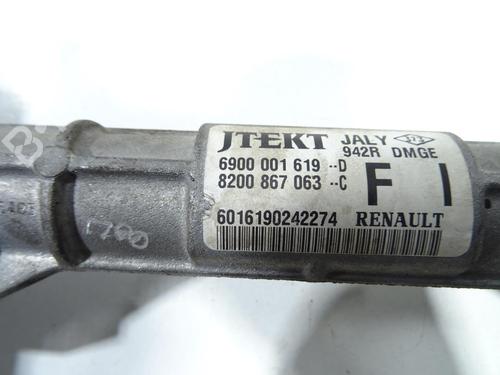 JTEKT JALY
942R DMGE
6900 001 619 --D
8200 867 063 --C
F I
6016190242274 RENAULT